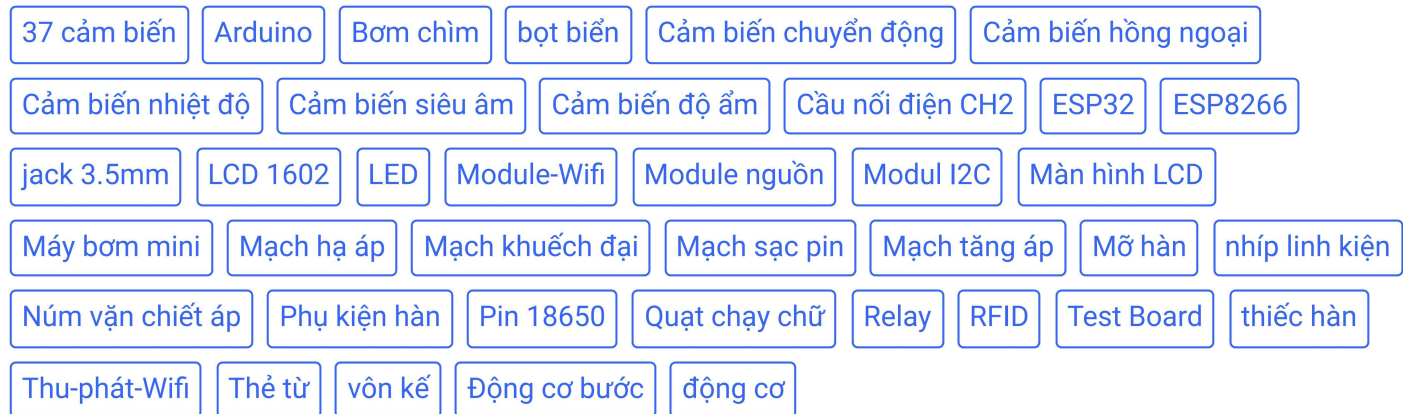 37 cảm biến Arduino Bơm chìm bọt biển Cảm biến chuyển động Cảm biến hồng ngoại
Cảm biến nhiệt độ Cảm biến siêu âm Cảm biến độ ẩm Cầu nối điện CH2 ESP32 ESP8266
jack 3.5mm LCD 1602 LED Module-Wifi Module nguồn Modul I2C Màn hình LCD
Máy bơm mini Mạch hạ áp Mạch khuếch đại Mạch sạc pin Mạch tăng áp Mỡ hàn nhíp linh kiện
Núm vặn chiết áp Phụ kiện hàn Pin 18650 Quạt chạy chữ Relay RFID Test Board thiếc hàn
Thu-phát-Wifi Thẻ từ vôn kế Động cơ bước động cơ